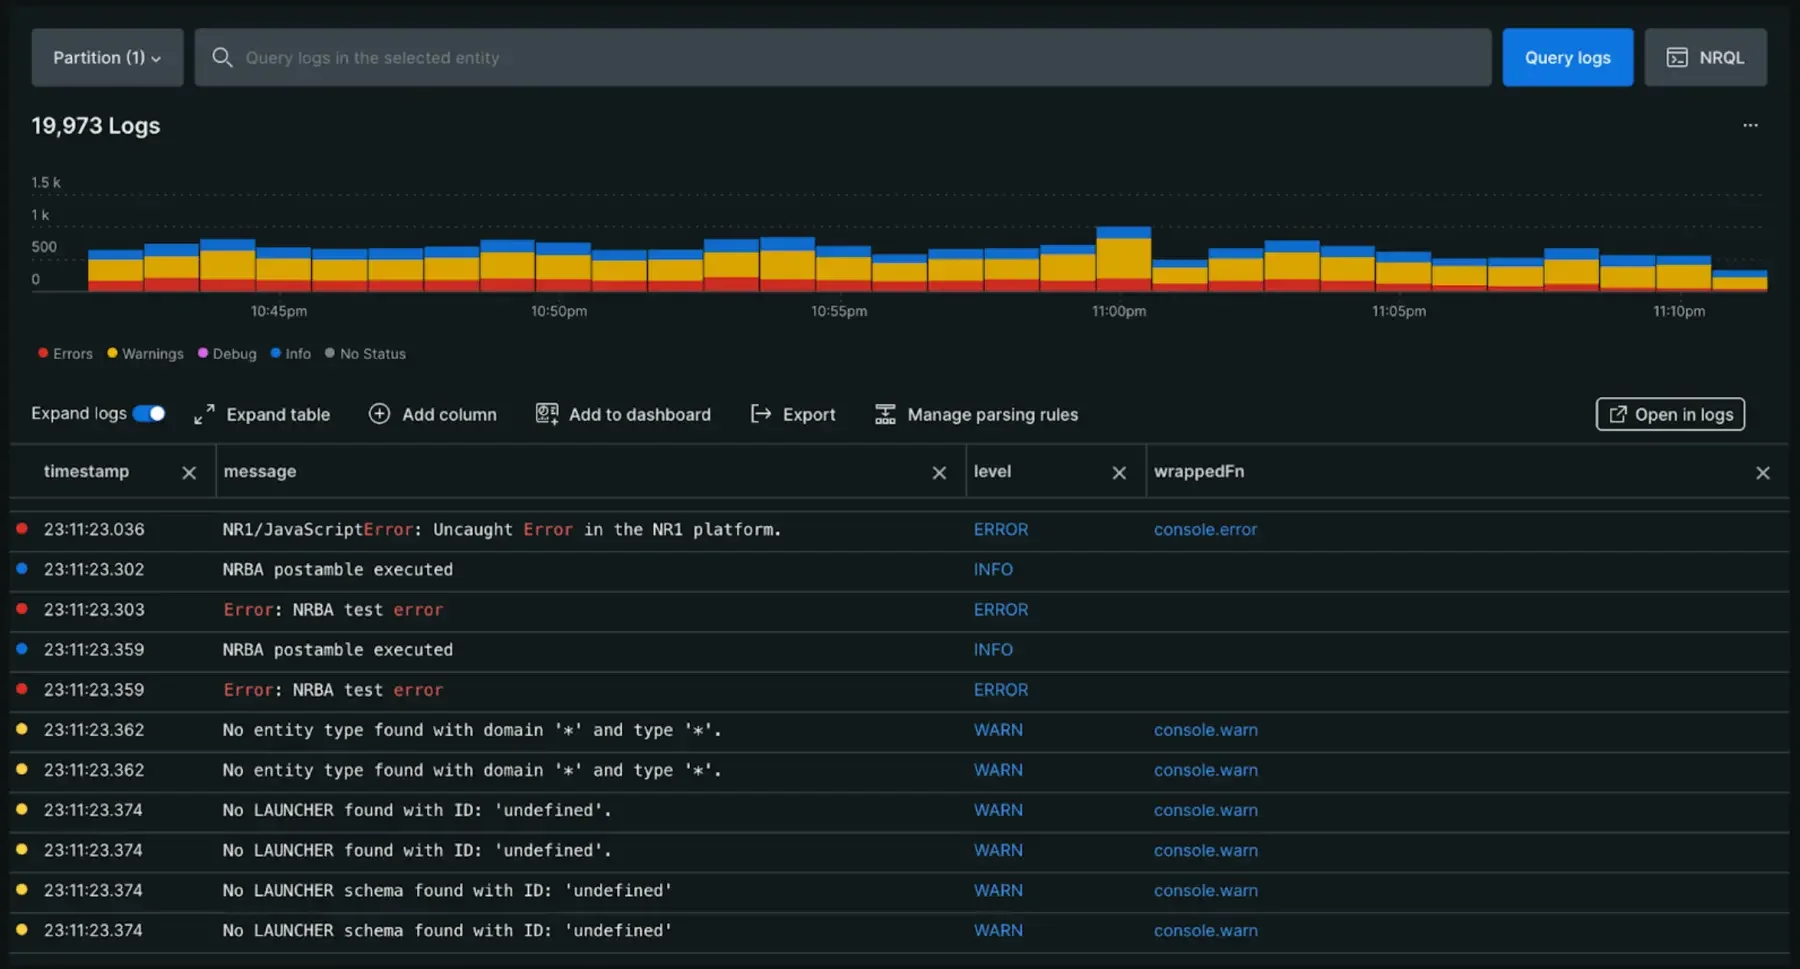 Partition (1) Query logs in the selected entity Query logs NRQL
19,973 Logs ...
1.5 k
1 k
500
0
10:45pm 10:50pm 10:55pm 11:00pm 11:05pm 11:10pm
Errors Warnings Debug Info No Status
Expand logs Expand table Add column Add to dashboard Export Manage parsing rules Open in logs
timestamp message level wrappedFn
23:11:23.036 NR1/JavaScriptError: Uncaught Error in the NR1 platform. ERROR console.error
23:11:23.302 NRBA postamble executed INFO
23:11:23.303 Error: NRBA test error ERROR
23:11:23.359 NRBA postamble executed INFO
23:11:23.359 Error: NRBA test error ERROR
23:11:23.362 No entity type found with domain '*' and type '*'. WARN console.warn
23:11:23.362 No entity type found with domain '*' and type '*'. WARN console.warn
23:11:23.374 No LAUNCHER found with ID: 'undefined'. WARN console.warn
23:11:23.374 No LAUNCHER found with ID: 'undefined'. WARN console.warn
23:11:23.374 No LAUNCHER schema found with ID: 'undefined' WARN console.warn
23:11:23.374 No LAUNCHER schema found with ID: 'undefined' WARN console.warn